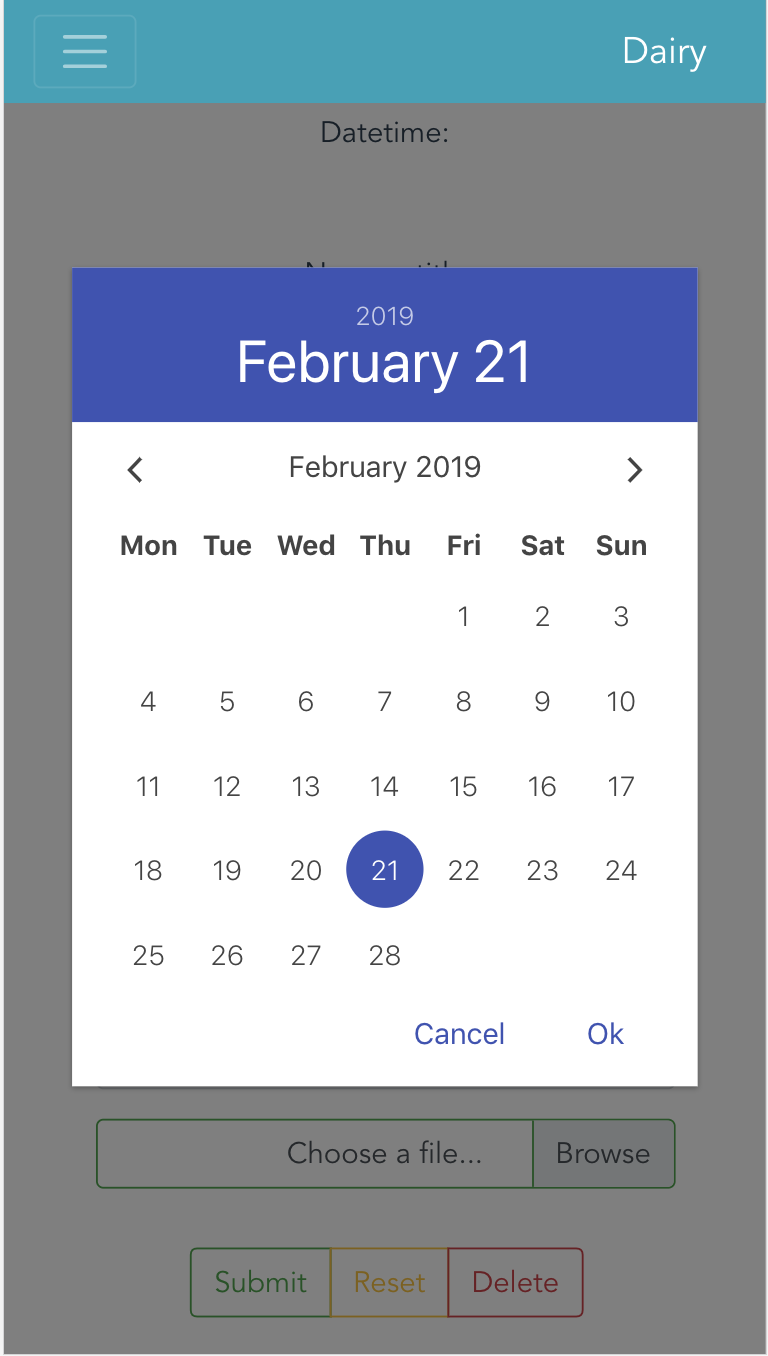 Dairy
Datetime:
2019
February 21
February 2019
Mon Tue Wed Thu Fri Sat Sun
1 2 3
4 5 6 7 8 9 10
11 12 13 14 15 16 17
18 19 20 21 22 23 24
25 26 27 28
Cancel Ok
Choose a file... Browse
Submit Reset Delete